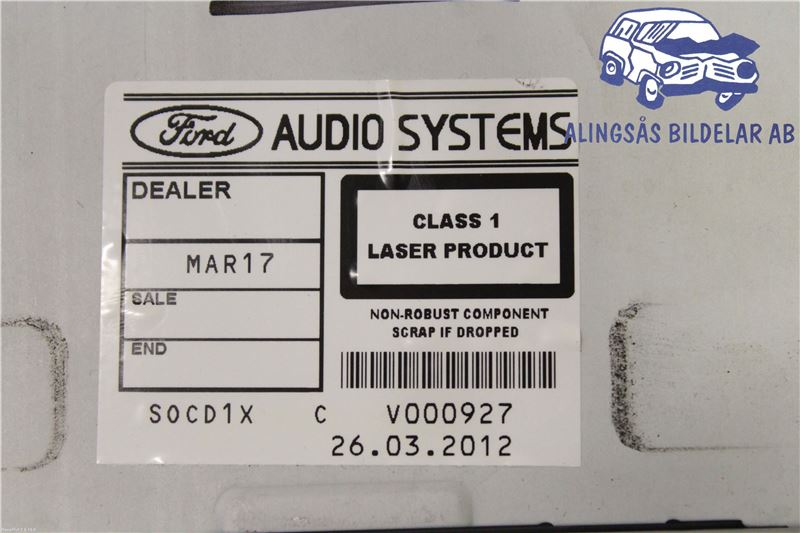 Ford AUDIO SYSTEMS
ALINGSÅS BILDELAR AB
DEALER
MAR17
SALE
END
CLASS 1
LASER PRODUCT
NON-ROBUST COMPONENT
SCRAP IF DROPPED
SOCD1X C V000927
26.03.2012